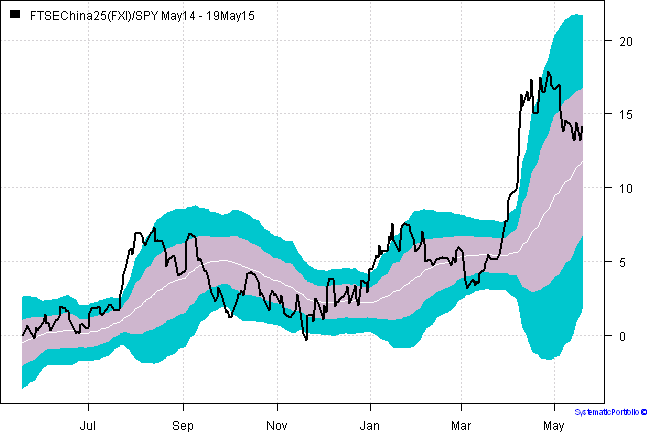 FTSEChina25(FXI)/SPY May14 - 19May15
20
15
10
5
0
Jul Sep Nov Jan Mar May
SystematicPortfolio ©